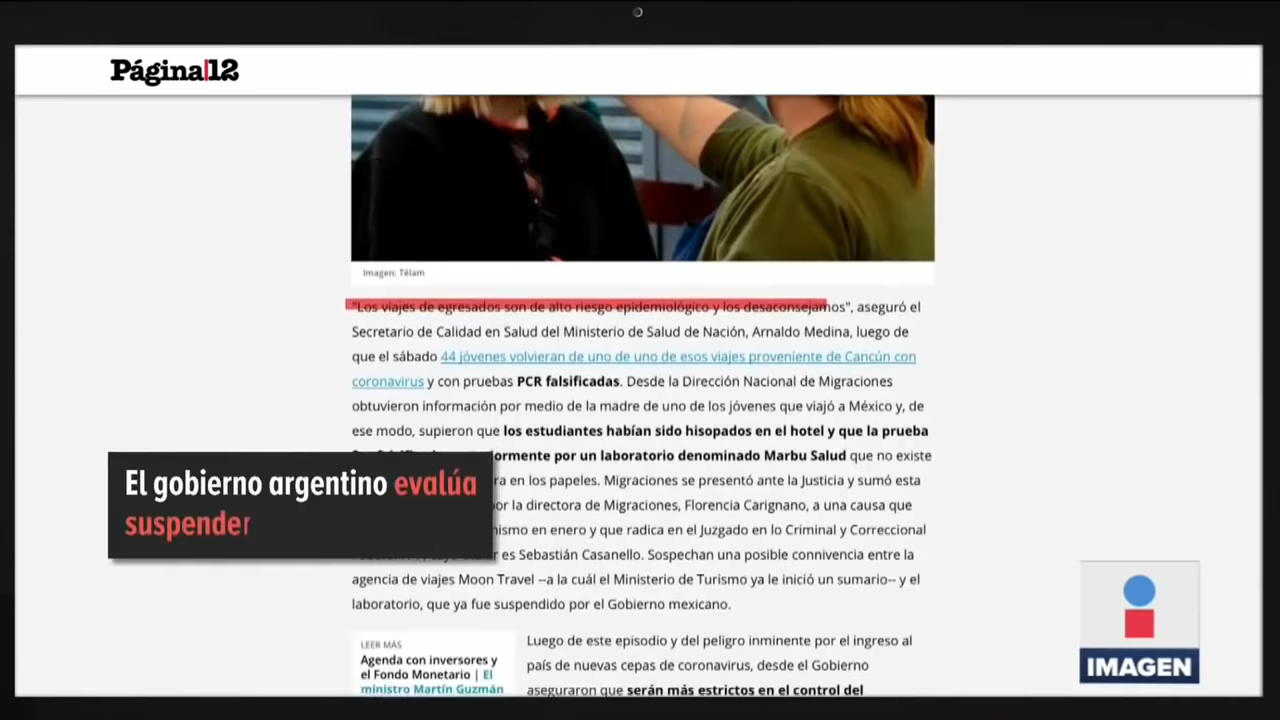 Página|12
Imagen: Télam
"Los viajes de egresados son de alto riesgo epidemiológico y los desaconsejamos", aseguró el
Secretario de Calidad en Salud del Ministerio de Salud de Nación, Arnaldo Medina, luego de
que el sábado 44 jóvenes volvieran de uno de uno de esos viajes proveniente de Cancún con
coronavirus y con pruebas PCR falsificadas. Desde la Dirección Nacional de Migraciones
obtuvieron información por medio de la madre de uno de los jóvenes que viajó a México y, de
ese modo, supieron que los estudiantes habían sido hisopados en el hotel y que la prueba
por un laboratorio denominado Marbu Salud que no existe
en los papeles. Migraciones se presentó ante la Justicia y sumó esta
por la directora de Migraciones, Florencia Carignano, a una causa que
en enero y que radica en el Juzgado en lo Criminal y Correccional
es Sebastián Casanello. Sospechan una posible connivencia entre la
agencia de viajes Moon Travel --a la cuál el Ministerio de Turismo ya le inició un sumario-- y el
laboratorio, que ya fue suspendido por el Gobierno mexicano.
El gobierno argentino evalúa
suspender
LEER MÁS
Agenda con inversores y
el Fondo Monetario | El
ministro Martín Guzmán
Luego de este episodio y del peligro inminente por el ingreso al
país de nuevas cepas de coronavirus, desde el Gobierno
aseguraron que serán más estrictos en el control del
IMAGEN